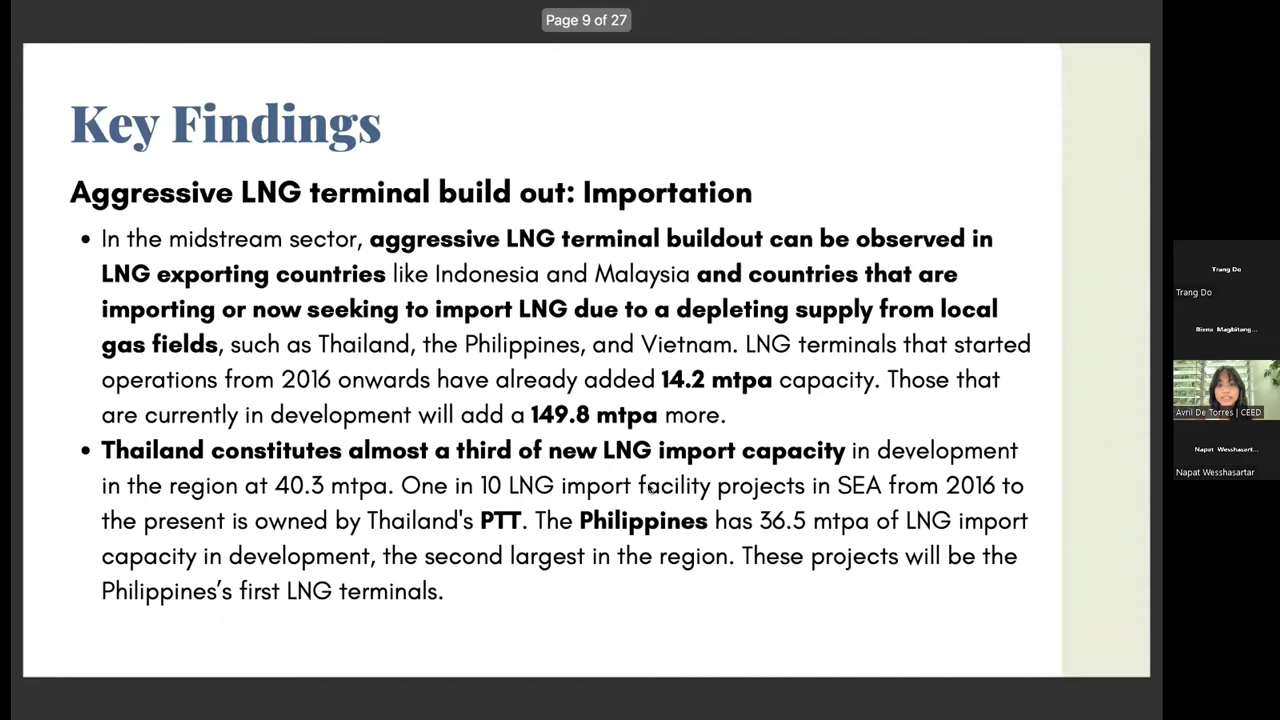 Page 9 of 27
Key Findings
Aggressive LNG terminal build out: Importation
• In the midstream sector, aggressive LNG terminal buildout can be observed in
LNG exporting countries like Indonesia and Malaysia and countries that are
importing or now seeking to import LNG due to a depleting supply from local
gas fields, such as Thailand, the Philippines, and Vietnam. LNG terminals that started
operations from 2016 onwards have already added 14.2 mtpa capacity. Those that
are currently in development will add a 149.8 mtpa more.
• Thailand constitutes almost a third of new LNG import capacity in development
in the region at 40.3 mtpa. One in 10 LNG import facility projects in SEA from 2016 to
the present is owned by Thailand's PTT. The Philippines has 36.5 mtpa of LNG import
capacity in development, the second largest in the region. These projects will be the
Philippines’s first LNG terminals.
Trang Do
Trang Do
Biena Magbitang...
Avril De Torres | CEED
Napat Wesshasar...
Napat Wesshasartar